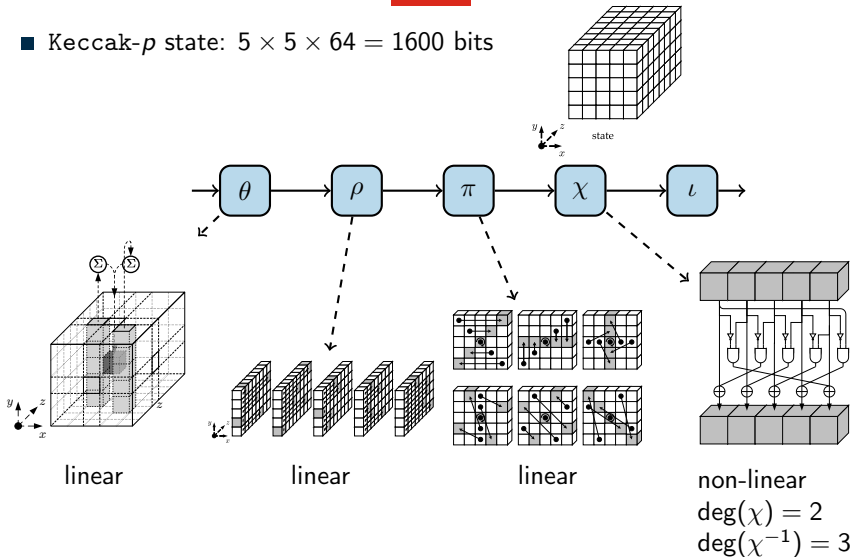 Keccak-p state: 5 × 5 × 64 = 1600 bits
y
z
x
state
θ
ρ
π
χ
ι
Σ
Σ
y
z
x
z
y
z
x
linear
linear
linear
non-linear
deg(χ) = 2
deg(χ⁻¹) = 3